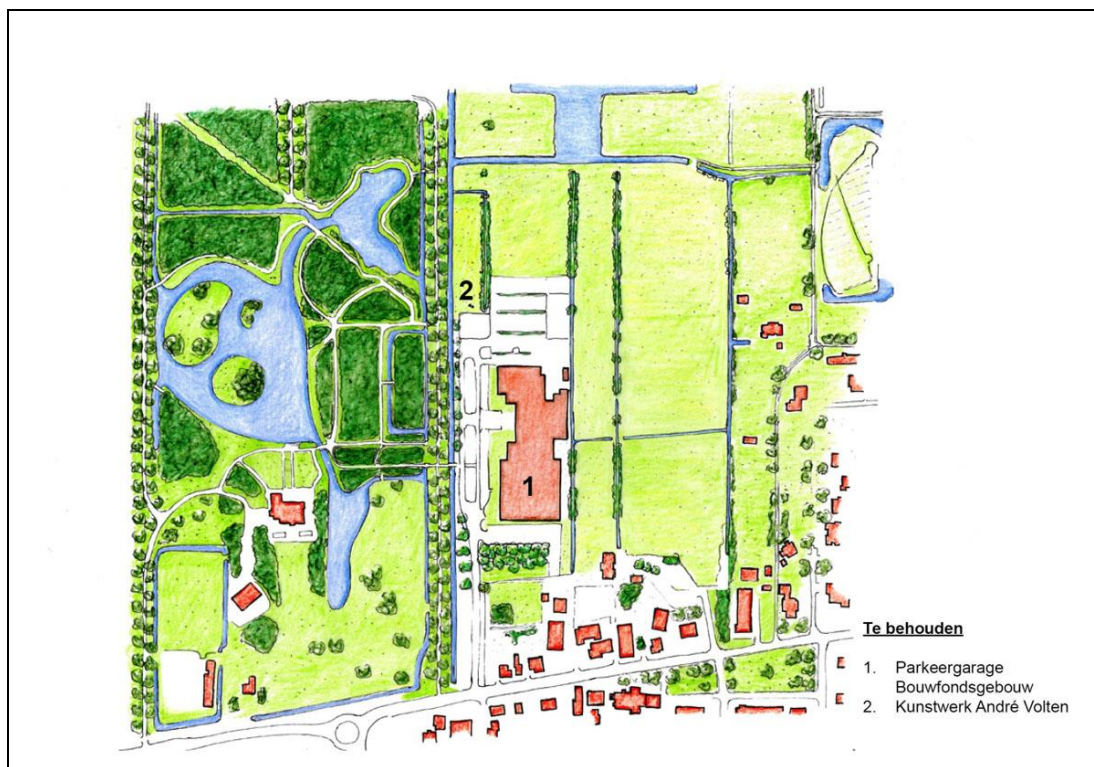 2
1
Te behouden
1. Parkeergarage
Bouwfondsgebouw
2. Kunstwerk André Volten